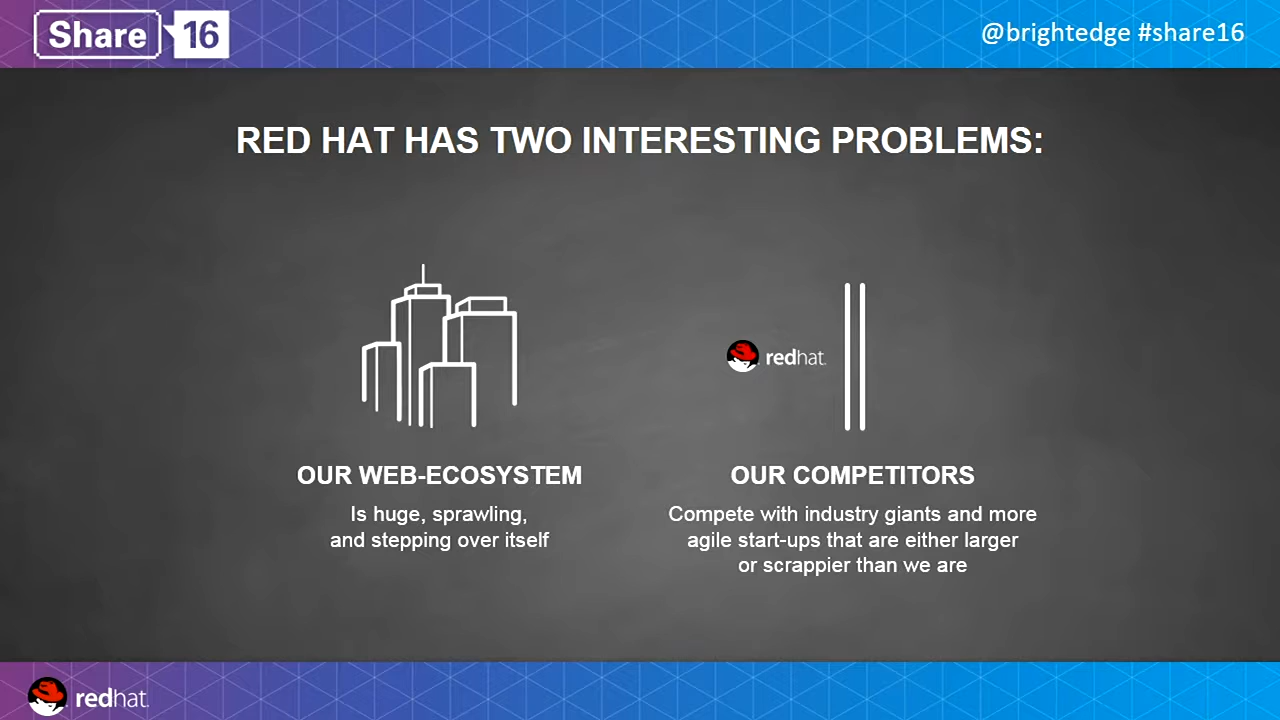 Share 16
@brightedge #share16
RED HAT HAS TWO INTERESTING PROBLEMS:
redhat.
OUR WEB-ECOSYSTEM
Is huge, sprawling,
and stepping over itself
OUR COMPETITORS
Compete with industry giants and more
agile start-ups that are either larger
or scrappier than we are
redhat.